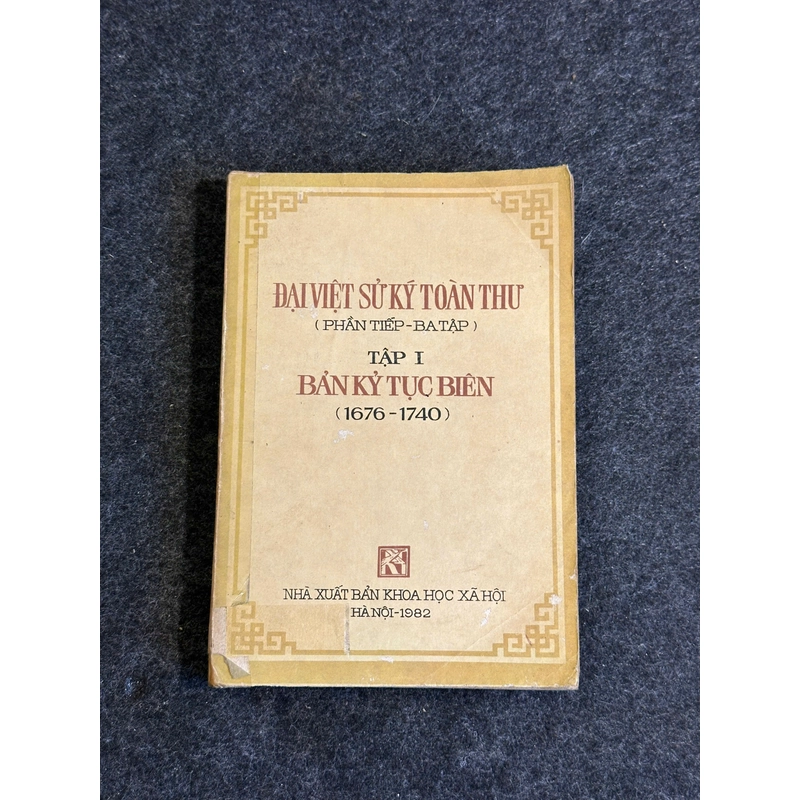 ĐẠI VIỆT SỬ KÝ TOÀN THƯ
(PHẦN TIẾP-BA TẬP)
TẬP I
BẢN KỶ TỤC BIÊN
(1676-1740)
NHÀ XUẤT BẢN KHOA HỌC XÃ HỘI
HÀ NỘI-1982